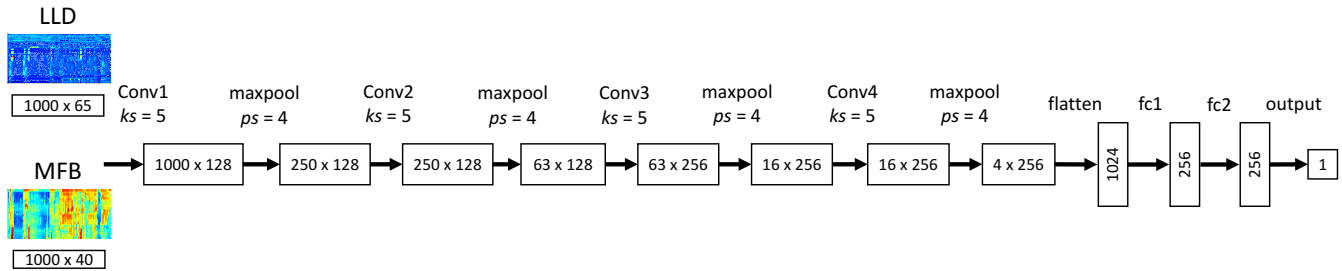 LLD
1000 x 65
Conv1 maxpool Conv2 maxpool Conv3 maxpool Conv4 maxpool flatten fc1 fc2 output
ks = 5 ps = 4 ks = 5 ps = 4 ks = 5 ps = 4 ks = 5 ps = 4
1000 x 128 250 x 128 250 x 128 63 x 128 63 x 256 16 x 256 16 x 256 4 x 256 1024 256 256 1
MFB
1000 x 40